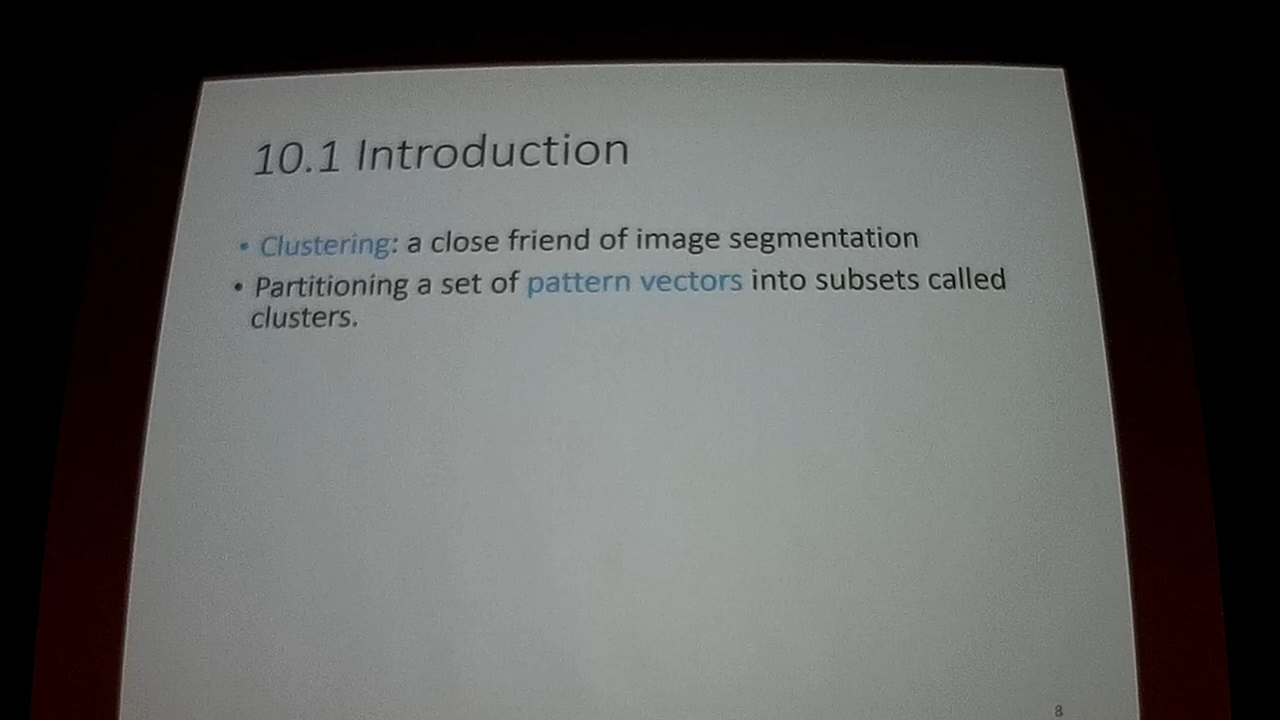 10.1 Introduction
• Clustering: a close friend of image segmentation
• Partitioning a set of pattern vectors into subsets called
clusters.
8